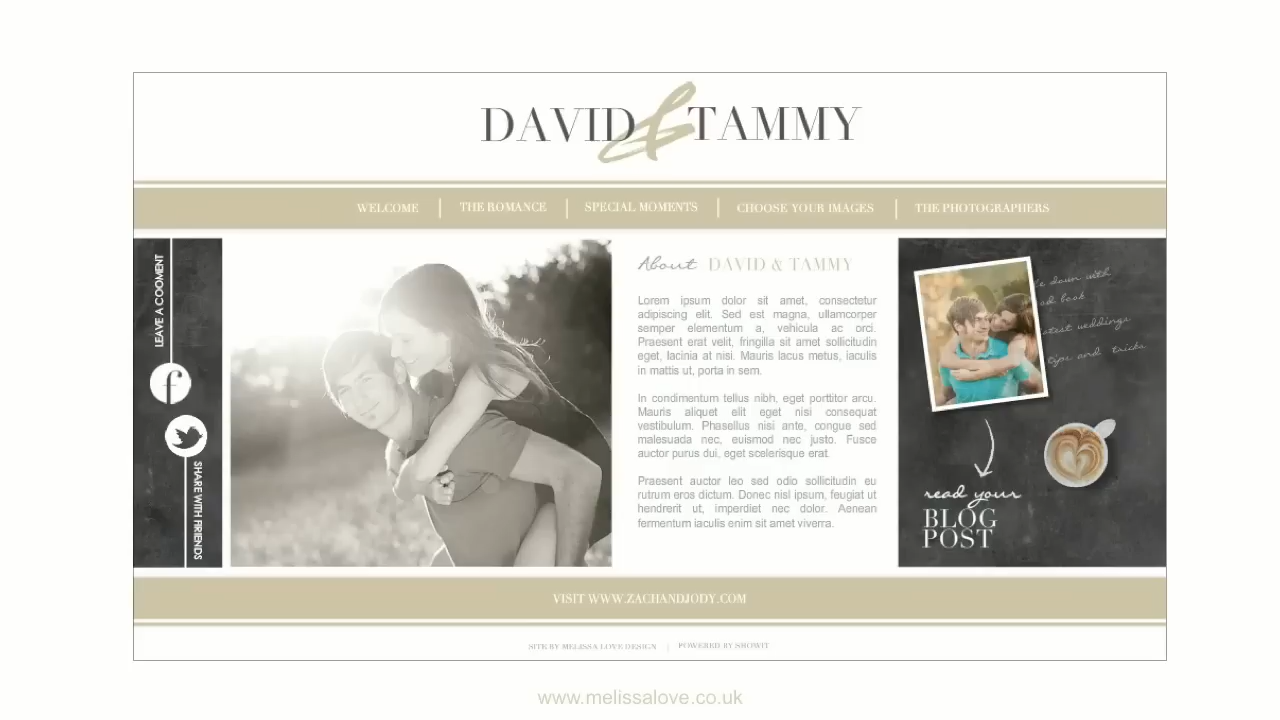 DAVID & TAMMY
WELCOME | THE ROMANCE | SPECIAL MOMENTS | CHOOSE YOUR IMAGES | THE PHOTOGRAPHERS
LEAVE A COOMENT
f
SHARE WITH FRIENDS
About DAVID & TAMMY
Lorem ipsum dolor sit amet, consectetur
adipiscing elit. Sed est magna, ullamcorper
semper elementum a, vehicula ac orci.
Praesent erat velit, fringilla sit amet sollicitudin
eget, lacinia at nisi. Mauris lacus metus, iaculis
in mattis ut, porta in sem.
In condimentum tellus nibh, eget porttitor arcu.
Mauris aliquet elit eget nisi consequat
vestibulum. Phasellus nisi ante, congue sed
malesuada nec, euismod nec justo. Fusce
auctor purus dui, eget scelerisque erat.
Praesent auctor leo sed odio sollicitudin eu
rutrum eros dictum. Donec nisl ipsum, feugiat ut
hendrerit ut, imperdiet nec dolor. Aenean
fermentum iaculis enim sit amet viverra.
down with
book
latest weddings
tips and tricks
read your
BLOG
POST
VISIT WWW.ZACHANDJODY.COM
SITE BY MELISSA LOVE DESIGN | POWERED BY SHOWIT
www.melissalove.co.uk